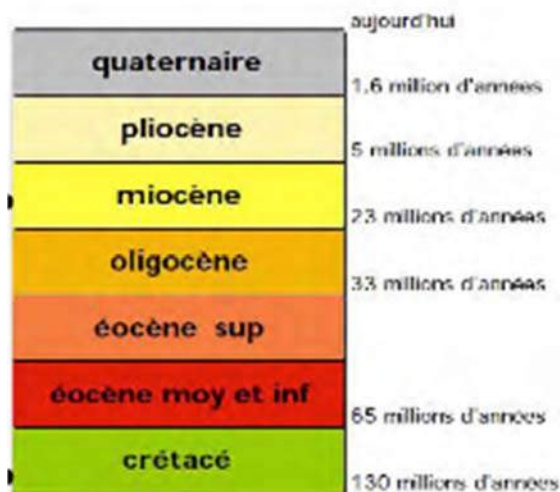 aujourd'hui
quaternaire
1,6 million d'années
pliocène
5 millions d'années
miocène
23 millions d'années
oligocène
33 millions d'années
éocène sup
éocène moy et inf
65 millions d'années
crétacé
130 millions d'années